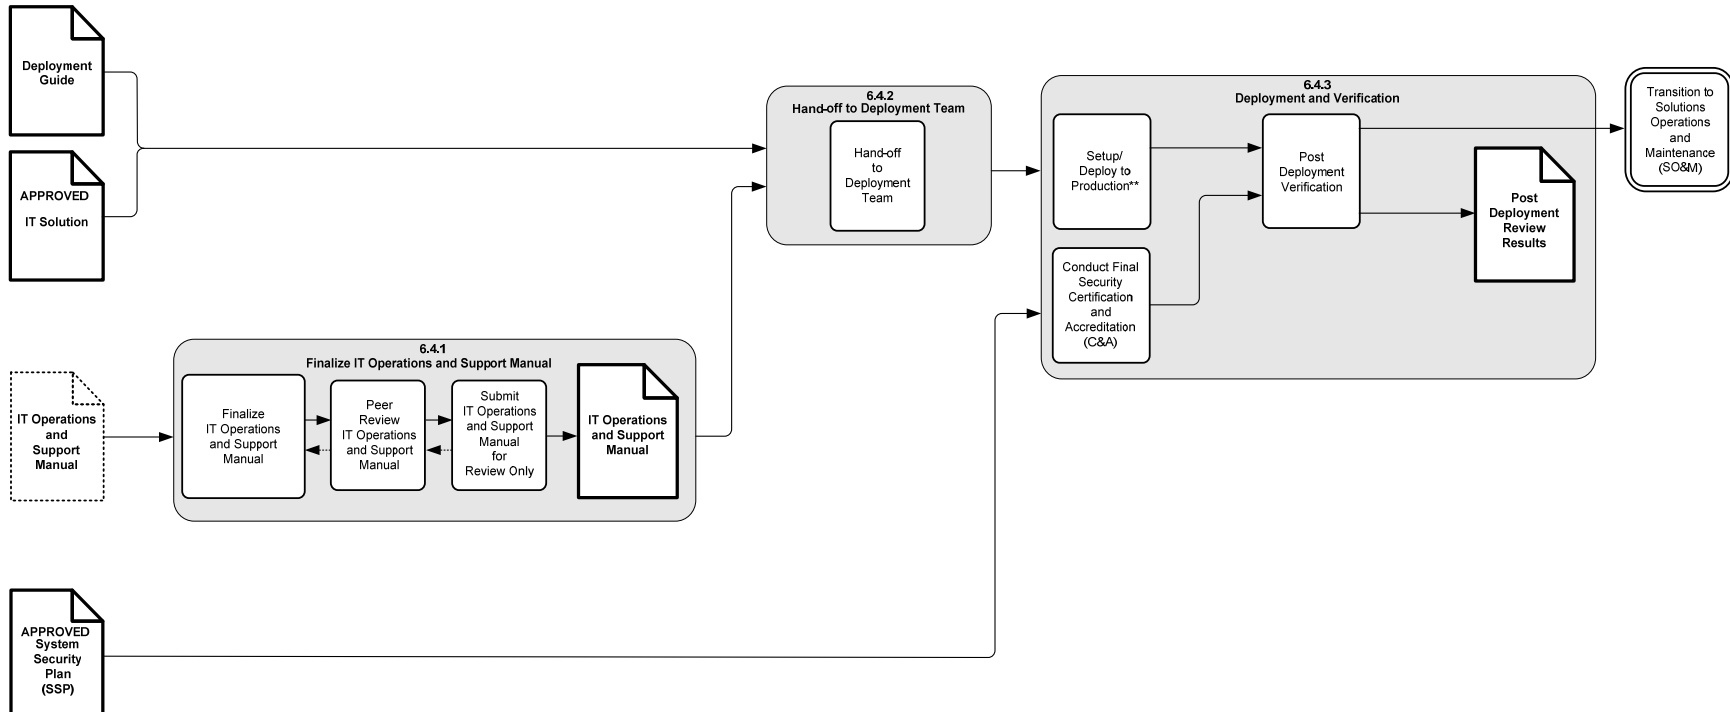 Deployment
Guide
APPROVED
IT Solution
IT Operations
and
Support
Manual
APPROVED
System
Security
Plan
(SSP)
6.4.1
Finalize IT Operations and Support Manual
Finalize
IT Operations
and Support
Manual
Peer
Review
IT Operations
and Support
Manual
Submit
IT Operations
and Support
Manual
for
Review Only
IT Operations
and Support
Manual
6.4.2
Hand-off to Deployment Team
Hand-off
to
Deployment
Team
6.4.3
Deployment and Verification
Setup/
Deploy to
Production**
Conduct Final
Security
Certification
and
Accreditation
(C&A)
Post
Deployment
Verification
Post
Deployment
Review
Results
Transition to
Solutions
Operations
and
Maintenance
(SO&M)